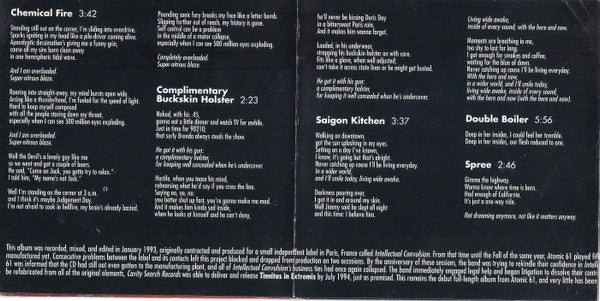 Chemical Fire 3:42
Standing still out on the corner, I'm sliding into overdrive.
Sparks igniting in my head like a pile-driver coming alive.
Apocalyptic desimation's giving me a funny grin,
come all my sins burn clean away
in one hemispheric tidal wave.
And I am overloaded.
Super nitrous blaze.
Roaring into straight-away; my mind bursts open wide.
Arcing like a thunderbird; I'm fueled for the speed of light.
Hard to keep myself composed
with all the people staring down my throat,
especially when I can see 500 million eyes exploding.
And I am overloaded.
Super nitrous blaze.
Well the Devil's a lonely guy like me
so we went and got a couple of beers.
He said, "Come on Jack, you gotta try to relax."
I told him, "My name's not Jack."
Well I'm standing on the corner at 3 a.m.
and I think it's maybe Judgement Day.
I'm not afraid to cook in hellfire, my brain's already basted.
Pounding sonic fury breaks my face like a letter bomb.
Slipping further out of reach, my history is gone.
Self control can be a problem
in the middle of a motor collapse,
especially when I can see 500 million eyes exploding.
Completely overloaded.
Super nitrous blaze.
Complimentary
Buckskin Holster 2:23
Naked, with his .45
gonna eat a little dinner and watch TV for awhile.
Just in time for 90210;
that surly Brenda always steals the show.
He got it with his gun:
a complimentary holster,
for keeping well concealed when he's undercover.
Hostile, when you tease his mind,
rehearsing what he'd say if you cross the line.
Saying no, no, no:
you better shut up fast, you're gonna make me mad.
And it makes him kinda sad inside,
when he looks at himself and he can't deny,
he'll never be kissing Doris Day
in a bittersweet Paris rain.
And it makes him wanna forget.
Loaded, in his underwear,
strapping his buckskin holster on with care.
Fits like a glove, when well adjusted;
can't take it across state lines or he might get busted.
He got it with his gun:
a complimentary holster,
for keeping it well concealed when he's undercover.
Saigon Kitchen 3:37
Walking on downtown,
got the sun splashing in my eyes.
Setting on a day I've known,
I know; it's going but that's alright.
Never catching up cause I'll be living everyday.
In a wider world,
and I'll smile today; living wide awake.
Darkness pouring over,
I got it in and around my skin.
Well Jimmy said he slept all night
and this time; I believe him.
Living wide awake,
inside of every sound, with the here and now.
Moments are breathing in me,
too shy to last for long.
I got enough for smokes and coffee,
waiting for the blue of dawn.
Never catching up cause I'll be living everyday.
With the here and now,
in a wider world, and I'll smile today.
living wide awake, inside of every sound;
with the here and now (with the here and now).
Double Boiler 5:56
Deep in her insides, I could feel her tremble.
Deep in her insides, our flesh reduced to one.
Spree 2:46
Gimme the highway.
Wanna know where time is born.
Had enough of California.
It's just a one-way ride.
Not dreaming anymore, not like it matters anyway.
This album was recorded, mixed, and edited in January 1993, originally contracted and produced for a small independent label in Paris, France called Intellectual Convulsion. From that time until the Fall of the same year, Atomic 61 played
manufactured yet. Consecutive problems between the label and its contacts left this project blocked and dropped from production on two occasions. By the anniversary of these sessions, the band was trying to rekindle their confidence in
61 was informed that the CD had still not even gotten to the manufacturing plant, and all of Intellectual Convulsion's business ties had once again collapsed. The band immediately engaged legal help and began litigation to dissolve their
be refabricated from all of the original elements, Cavity Search Records was able to deliver and release Tinnitus in Extremis by July 1994, just as promised. This remains the debut full-length album from Atomic 61, and very little has been